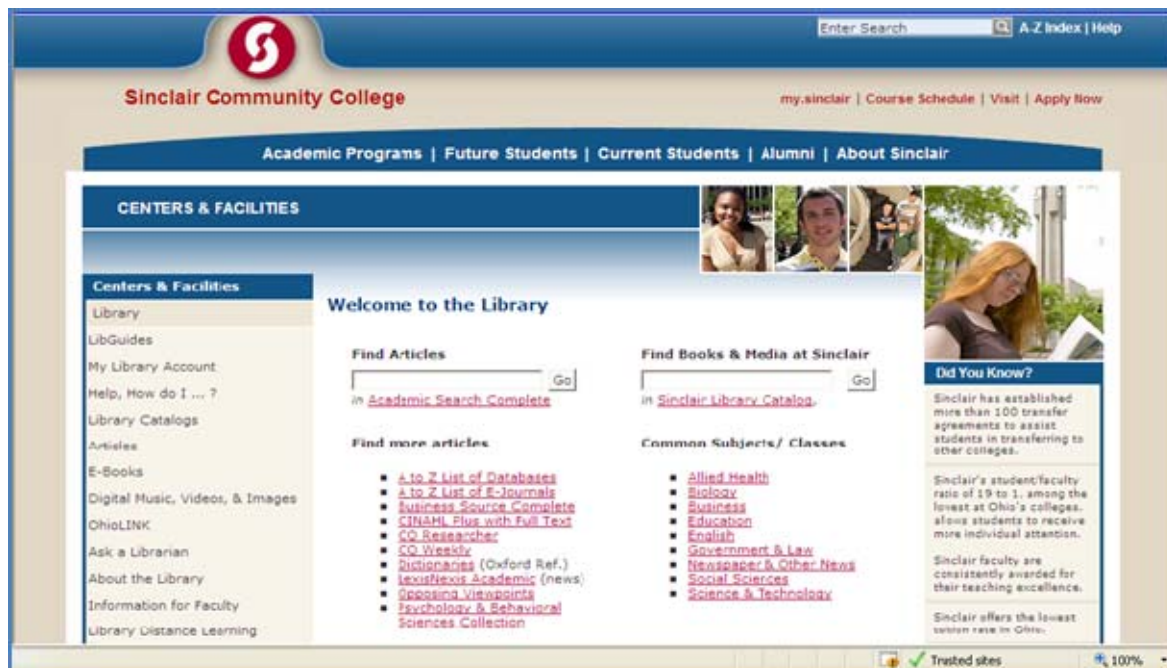 Enter Search
A-Z Index | Help
Sinclair Community College
my.sinclair | Course Schedule | Visit | Apply Now
Academic Programs | Future Students | Current Students | Alumni | About Sinclair
CENTERS & FACILITIES
Centers & Facilities
Library
LibGuides
My Library Account
Help, How do I ... ?
Library Catalogs
Articles
E-Books
Digital Music, Videos, & Images
OhioLINK
Ask a Librarian
About the Library
Information for Faculty
Library Distance Learning
Welcome to the Library
Find Articles
Go
in Academic Search Complete
Find more articles
A to Z List of Databases
A to Z List of E-Journals
Business Source Complete
CINAHL Plus with Full Text
CQ Researcher
CQ Weekly
Dictionaries (Oxford Ref.)
LexisNexis Academic (news)
Opposing Viewpoints
Psychology & Behavioral
Sciences Collection
Find Books & Media at Sinclair
Go
in Sinclair Library Catalog.
Common Subjects/ Classes
Allied Health
Biology
Business
Education
English
Government & Law
Newspaper & Other News
Social Sciences
Science & Technology
Did You Know?
Sinclair has established
more than 100 transfer
agreements to assist
students in transferring to
other colleges.
Sinclair's student/faculty
ratio of 19 to 1, among the
lowest at Ohio's colleges,
allows students to receive
more individual attention.
Sinclair faculty are
consistently awarded for
their teaching excellence.
Sinclair offers the lowest
tuition rate in Ohio.
Trusted sites
100%